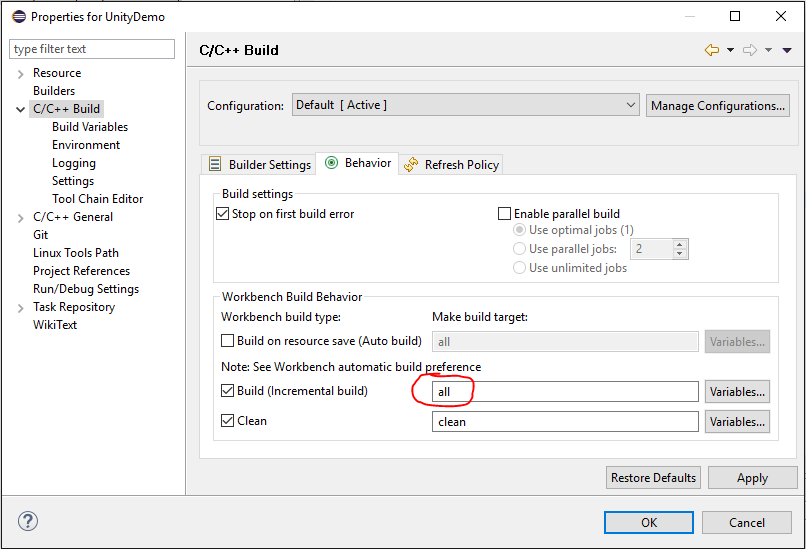 Properties for UnityDemo
type filter text
Resource
Builders
C/C++ Build
Build Variables
Environment
Logging
Settings
Tool Chain Editor
C/C++ General
Git
Linux Tools Path
Project References
Run/Debug Settings
Task Repository
WikiText
C/C++ Build
Configuration: Default [ Active ] Manage Configurations...
Builder Settings Behavior Refresh Policy
Build settings
Stop on first build error Enable parallel build
Use optimal jobs (1)
Use parallel jobs: 2
Use unlimited jobs
Workbench Build Behavior
Workbench build type: Make build target:
Build on resource save (Auto build) all Variables...
Note: See Workbench automatic build preference
Build (Incremental build) all Variables...
Clean clean Variables...
Restore Defaults Apply
? OK Cancel